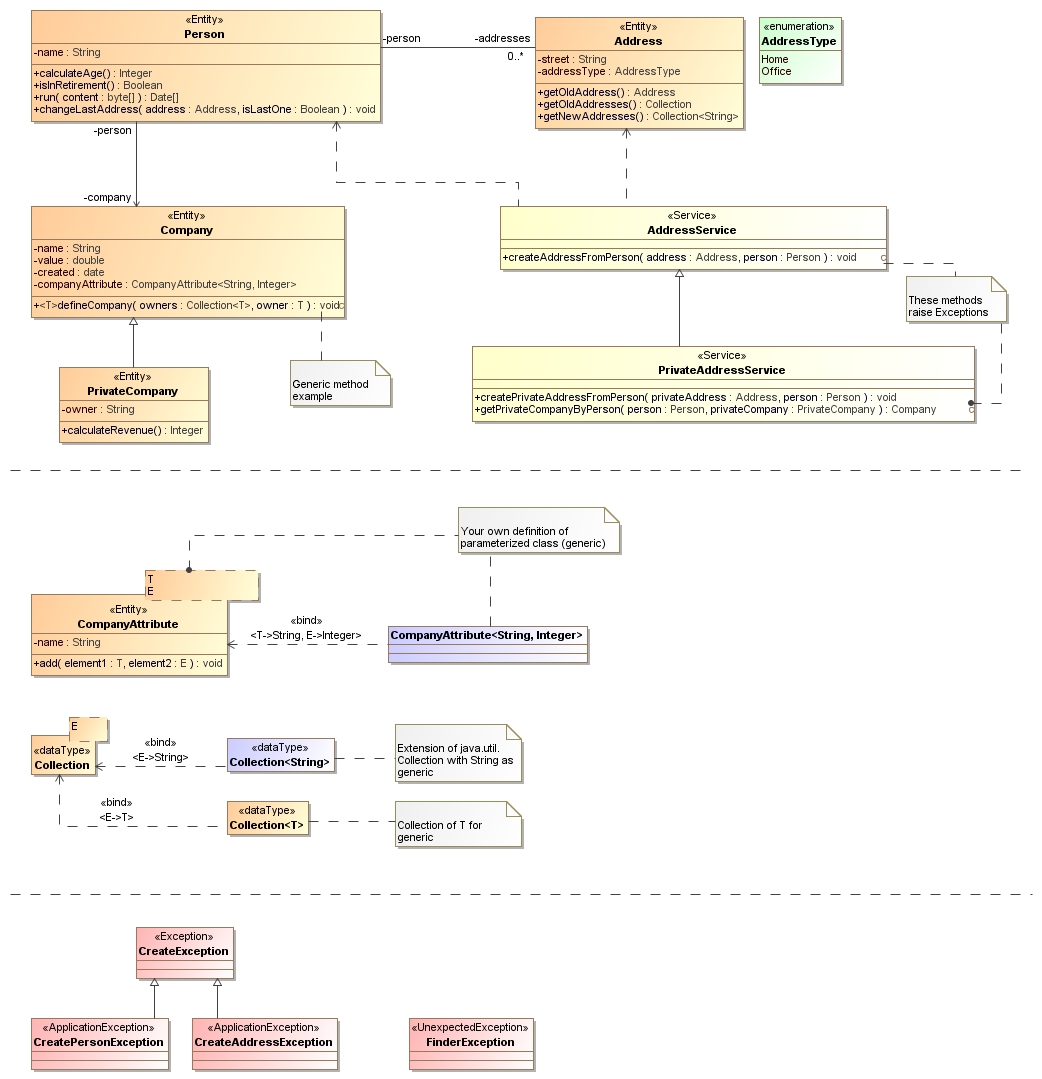 «Entity»
Person
-name : String
+calculateAge() : Integer
+isInRetirement() : Boolean
+run( content : byte[] ) : Date[]
+changeLastAddress( address : Address, isLastOne : Boolean ) : void
-person
-addresses
0..*
«Entity»
Address
-street : String
-addressType : AddressType
+getOldAddress() : Address
+getOldAddresses() : Collection
+getNewAddresses() : Collection<String>
«enumeration»
AddressType
Home
Office
-person
-company
«Entity»
Company
-name : String
-value : double
-created : date
-companyAttribute : CompanyAttribute<String, Integer>
+<T>defineCompany( owners : Collection<T>, owner : T ) : void
«Service»
AddressService
+createAddressFromPerson( address : Address, person : Person ) : void
These methods
raise Exceptions
«Entity»
PrivateCompany
-owner : String
+calculateRevenue() : Integer
Generic method
example
«Service»
PrivateAddressService
+createPrivateAddressFromPerson( privateAddress : Address, person : Person ) : void
+getPrivateCompanyByPerson( person : Person, privateCompany : PrivateCompany ) : Company
Your own definition of
parameterized class (generic)
T
E
«Entity»
CompanyAttribute
-name : String
+add( element1 : T, element2 : E ) : void
«bind»
<T->String, E->Integer>
CompanyAttribute<String, Integer>
E
«dataType»
Collection
«bind»
<E->String>
«dataType»
Collection<String>
Extension of java.util.
Collection with String as
generic
«bind»
<E->T>
«dataType»
Collection<T>
Collection of T for
generic
«Exception»
CreateException
«ApplicationException»
CreatePersonException
«ApplicationException»
CreateAddressException
«UnexpectedException»
FinderException